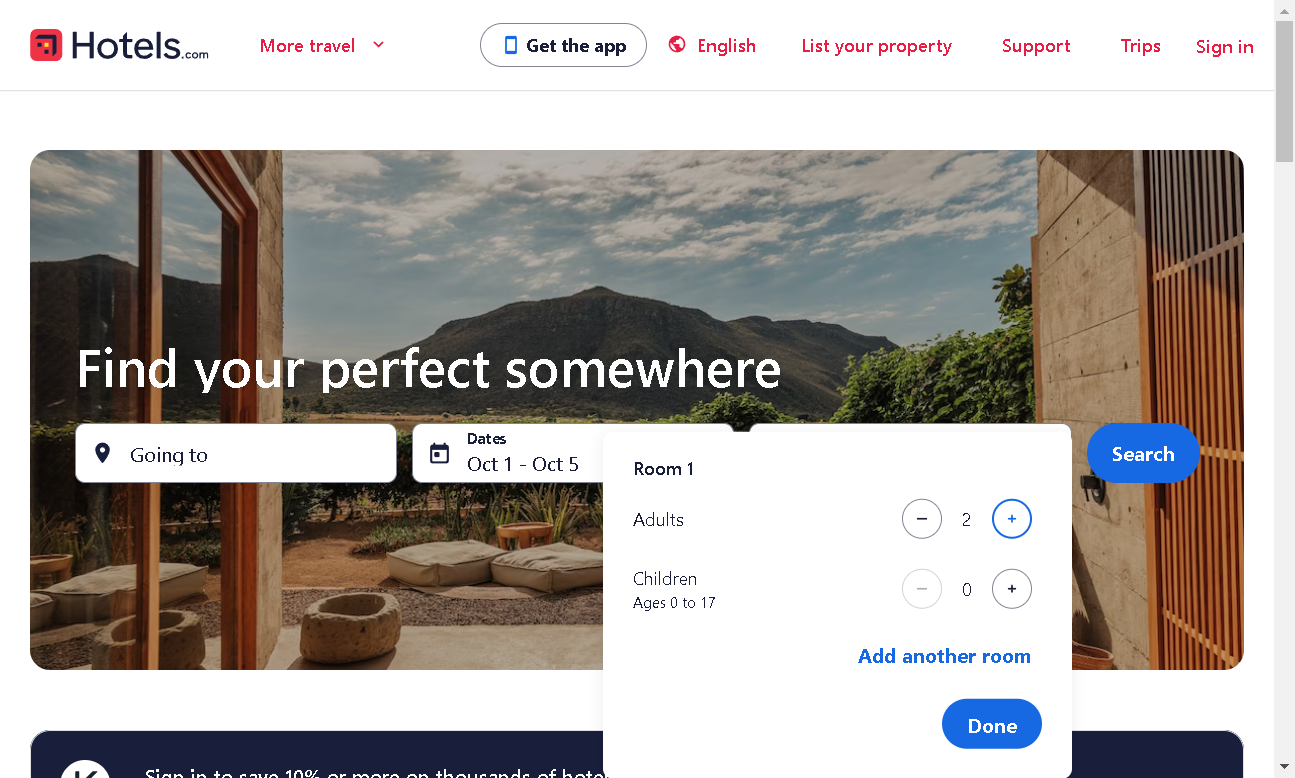 Hotels.com
More travel
Get the app
English
List your property
Support
Trips
Sign in
Find your perfect somewhere
Going to
Dates
Oct 1 - Oct 5
Search
Room 1
Adults
2
Children
Ages 0 to 17
0
Add another room
Done
Sign in to save 10% or more on thousands of hotel